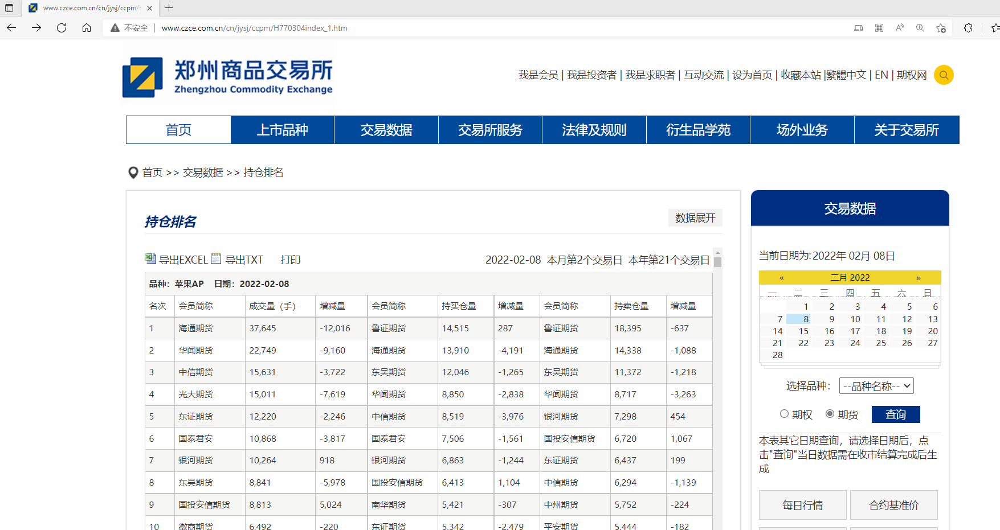 www.czce.com.cn/cn/jysj/ccpm/H
不安全 www.czce.com.cn/cn/jysj/ccpm/H770304index_1.htm
郑州商品交易所
Zhengzhou Commodity Exchange
我是会员 | 我是投资者 | 我是求职者 | 互动交流 | 设为首页 | 收藏本站 |繁體中文 | EN | 期权网
首页 上市品种 交易数据 交易所服务 法律及规则 衍生品学苑 场外业务 关于交易所
首页 >> 交易数据 >> 持仓排名
持仓排名 数据展开
导出EXCEL 导出TXT 打印 2022-02-08 本月第2个交易日 本年第21个交易日
品种：苹果AP 日期：2022-02-08
名次 会员简称 成交量（手） 增减量 会员简称 持买仓量 增减量 会员简称 持卖仓量 增减量
1 海通期货 37,645 -12,016 鲁证期货 14,515 287 鲁证期货 18,395 -637
2 华闻期货 22,749 -9,160 海通期货 13,910 -4,191 海通期货 14,338 -1,088
3 中信期货 15,631 -3,722 东吴期货 12,046 -1,265 东吴期货 11,372 -1,218
4 光大期货 15,011 -7,619 华闻期货 8,850 -2,838 华闻期货 8,717 -3,263
5 东证期货 12,220 -2,246 中信期货 8,519 -3,976 银河期货 7,298 454
6 国泰君安 10,868 -3,817 国泰君安 7,506 -1,561 国投安信期货 6,720 1,067
7 银河期货 10,264 918 银河期货 6,863 -1,244 东证期货 6,437 199
8 东吴期货 8,841 -5,978 国投安信期货 6,413 1,104 中信期货 6,294 -1,139
9 国投安信期货 8,813 5,024 南华期货 5,421 -307 中州期货 5,752 -224
10 徽商期货 6,492 -220 东证期货 5,342 -2,479 平安期货 5,444 -182
交易数据
当前日期为:2022年 02月 08日
« 二月 2022 »
一 二 三 四 五 六 日
1 2 3 4 5 6
7 8 9 10 11 12 13
14 15 16 17 18 19 20
21 22 23 24 25 26 27
28
选择品种： --品种名称--
期权 期货 查询
本表其它日期查询，请选择日期后，点
击"查询"当日数据需在收市结算完成后生
成
每日行情 合约基准价